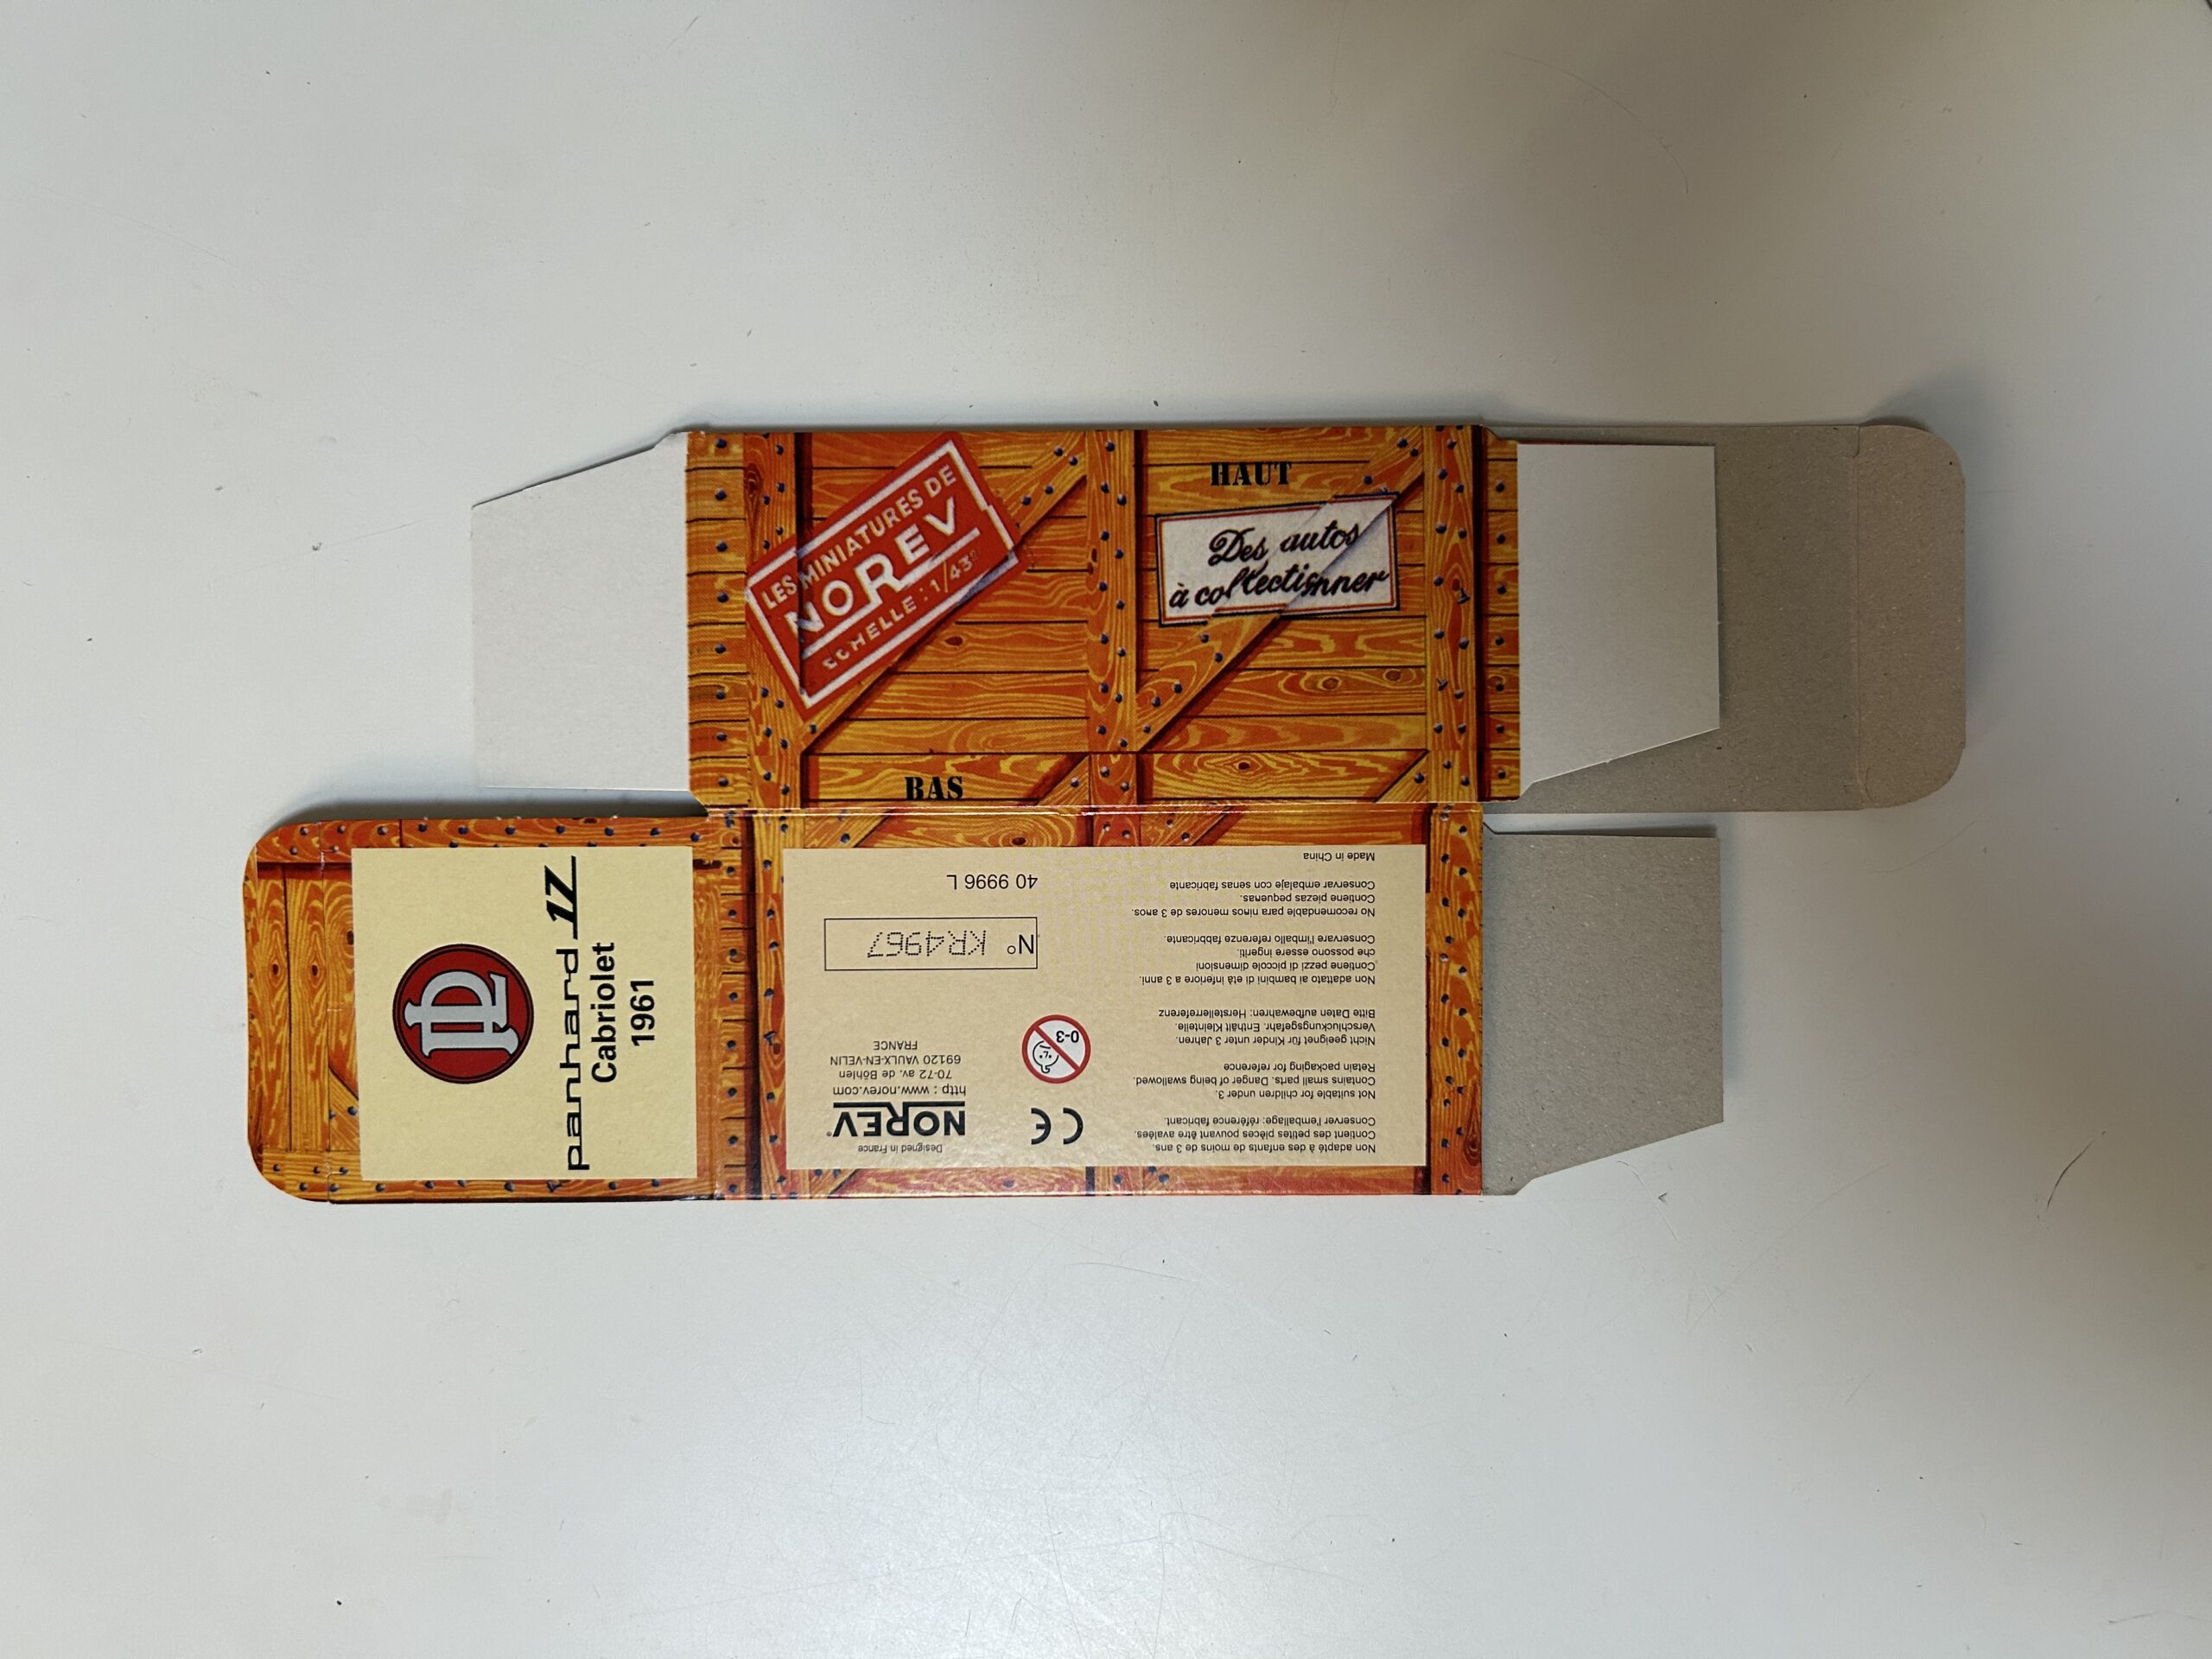 LES MINIATURES DE
NOREV
ECHELLE : 1/43e
HAUT
Des autos
à collectionner
BAS
panhard 17
Cabriolet
1961
PL
Non adapté à des enfants de moins de 3 ans.
Contient des petites pièces pouvant être avalées.
Conserver l'emballage: référence fabricant.
Not suitable for children under 3.
Contains small parts. Danger of being swallowed.
Retain packaging for reference
Nicht geeignet für Kinder unter 3 Jahren.
Verschluckungsgefahr. Enthält Kleinteile.
Bitte Daten aufbewahren: Herstellerreferenz
Non adattato ai bambini di età inferiore a 3 anni.
Contiene pezzi di piccole dimensioni
che possono essere ingeriti.
Conservare l'imballo referenze fabbricante.
No recomendable para ninos menores de 3 anos.
Contiene piezas pequenas.
Conservar embalaje con senas fabricante
Made in China
CE
0-3
Designed in France
NOREV®
http : www.norev.com
70-72 av. de Böhlen
69120 VAULX-EN-VELIN
FRANCE
N° KR4967
40 9996 L